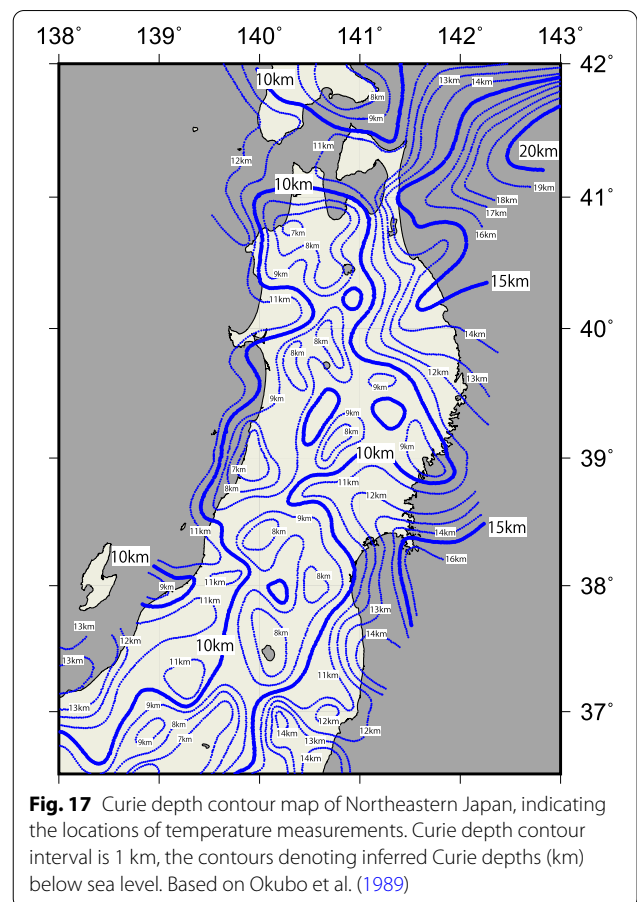 138° 139° 140° 141° 142° 143°
42°
10km
13km 14km
8km
9km
11km
12km
20km
10km
19km
41°
18km
17km
7km
16km
8km
9km
15km
11km
40°
14km
8km
8km
12km 13km
9km
9km
9km
8km
9km
10km
7km
39°
11km
8km
12km
9km
15km
11km
8km
14km
10km
16km
9km
11km
8km
38°
11km
13km
13km
12km
8km
14km
10km
13km
11km
11km
13km
9km
37°
12km
8km
14km
12km
9km
7km
13km
14km
Fig. 17 Curie depth contour map of Northeastern Japan, indicating
the locations of temperature measurements. Curie depth contour
interval is 1 km, the contours denoting inferred Curie depths (km)
below sea level. Based on Okubo et al. (1989)